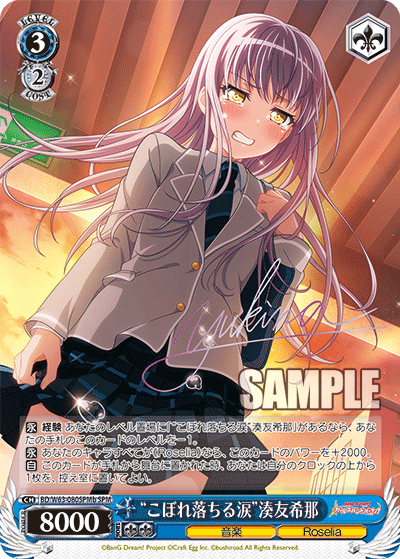 LEVEL
3
2
COST
Yukina
SAMPLE
永 経験 あなたのレベル置場に「“こぼれ落ちる涙”湊友希那」があるなら、あな
たの手札のこのカードのレベルを－1。
永 あなたのキャラすべてが《Roselia》なら、このカードのパワーを＋2000。
自 このカードが手札から舞台に置かれた時、あなたは自分のクロックの上から
1枚を、控え室に置いてよい。
CH BD/W63-080SPMb SPM
8000
“こぼれ落ちる涙”湊友希那
音楽
Roselia
©BanG Dream! Project ©Craft Egg Inc. ©bushiroad All Rights Reserved.